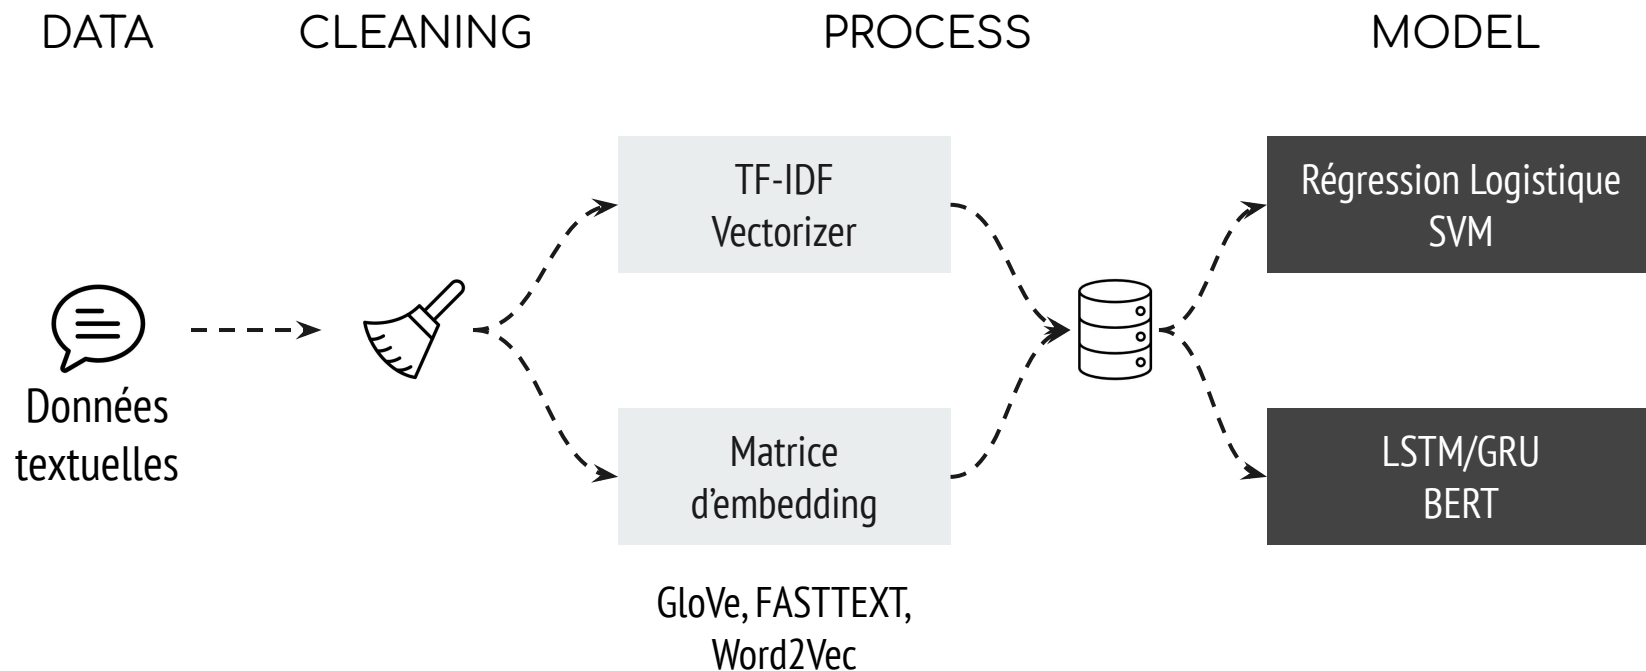 DATA
CLEANING
PROCESS
MODEL
Données
textuelles
TF-IDF
Vectorizer
Matrice
d’embedding
GloVe, FASTTEXT,
Word2Vec
Régression Logistique
SVM
LSTM/GRU
BERT